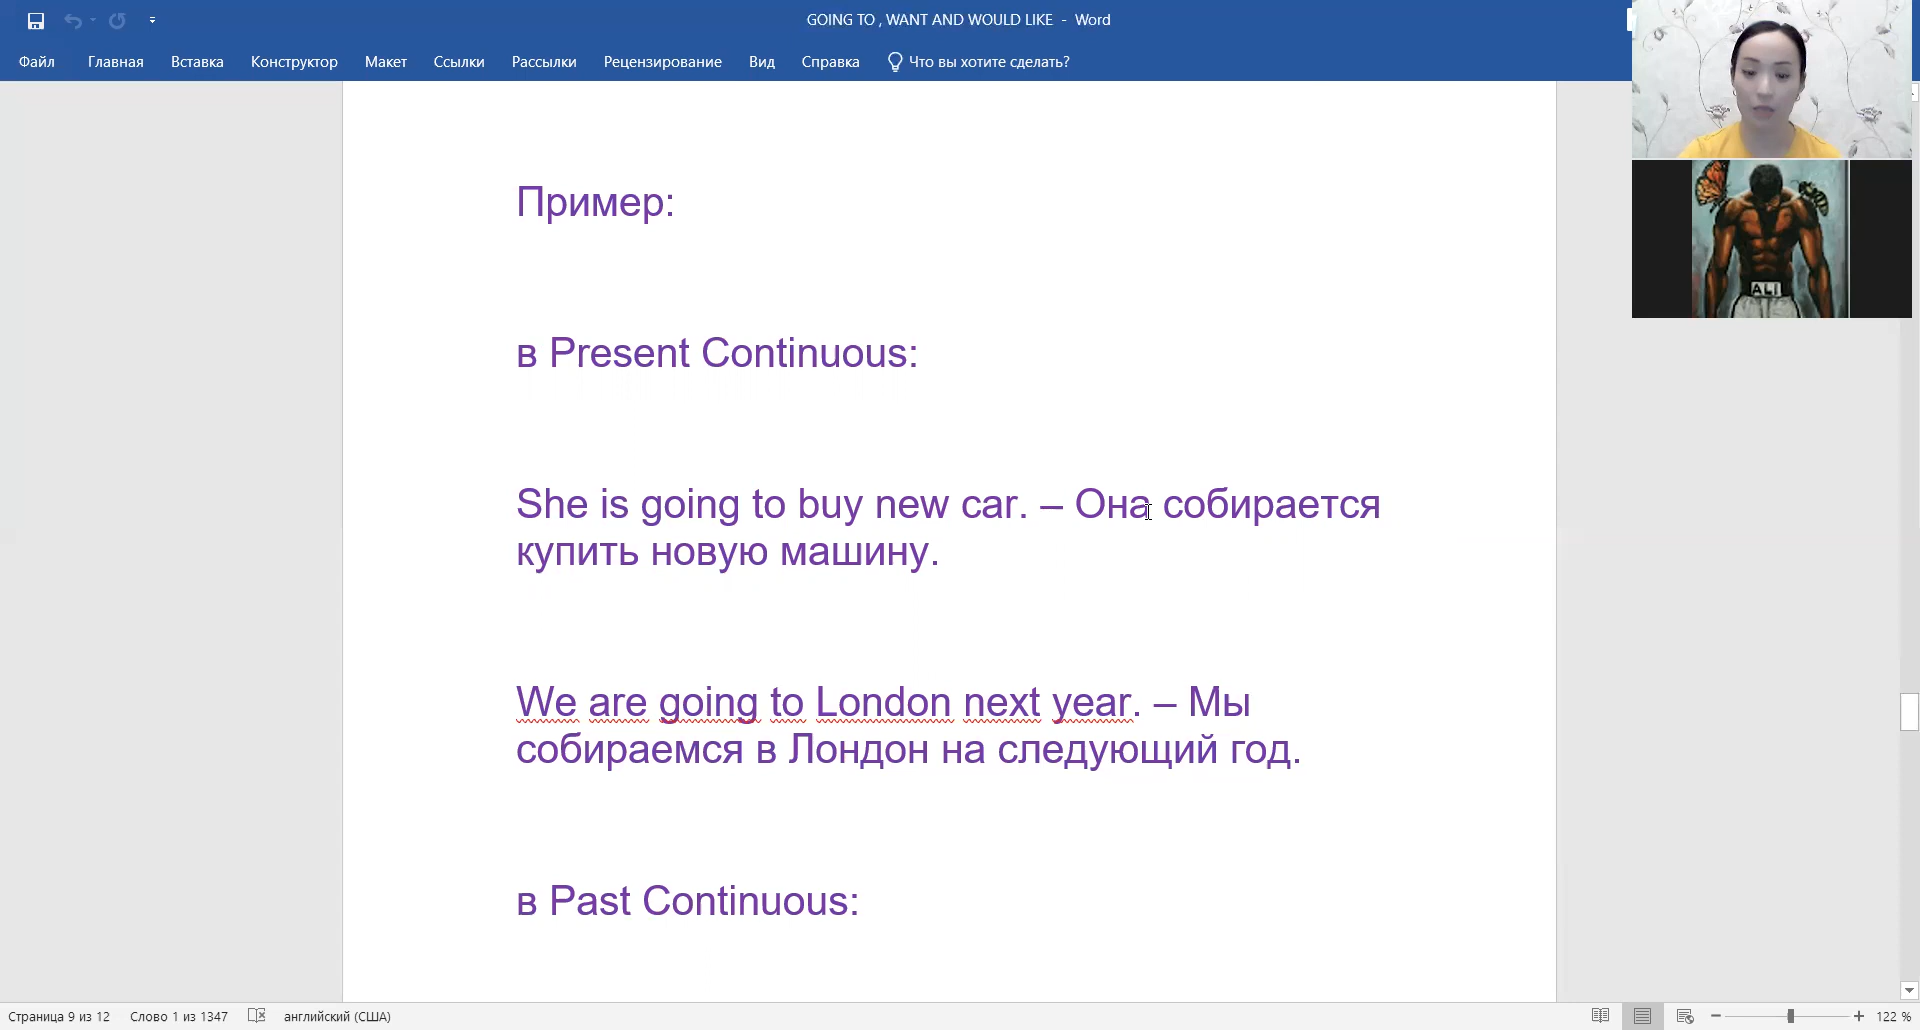 GOING TO , WANT AND WOULD LIKE - Word
Файл Главная Вставка Конструктор Макет Ссылки Рассылки Рецензирование Вид Справка Что вы хотите сделать?
ALI
Пример:
в Present Continuous:
She is going to buy new car. – Она собирается
купить новую машину.
We are going to London next year. – Мы
собираемся в Лондон на следующий год.
в Past Continuous:
Страница 9 из 12 Слово 1 из 1347 английский (США) 122 %